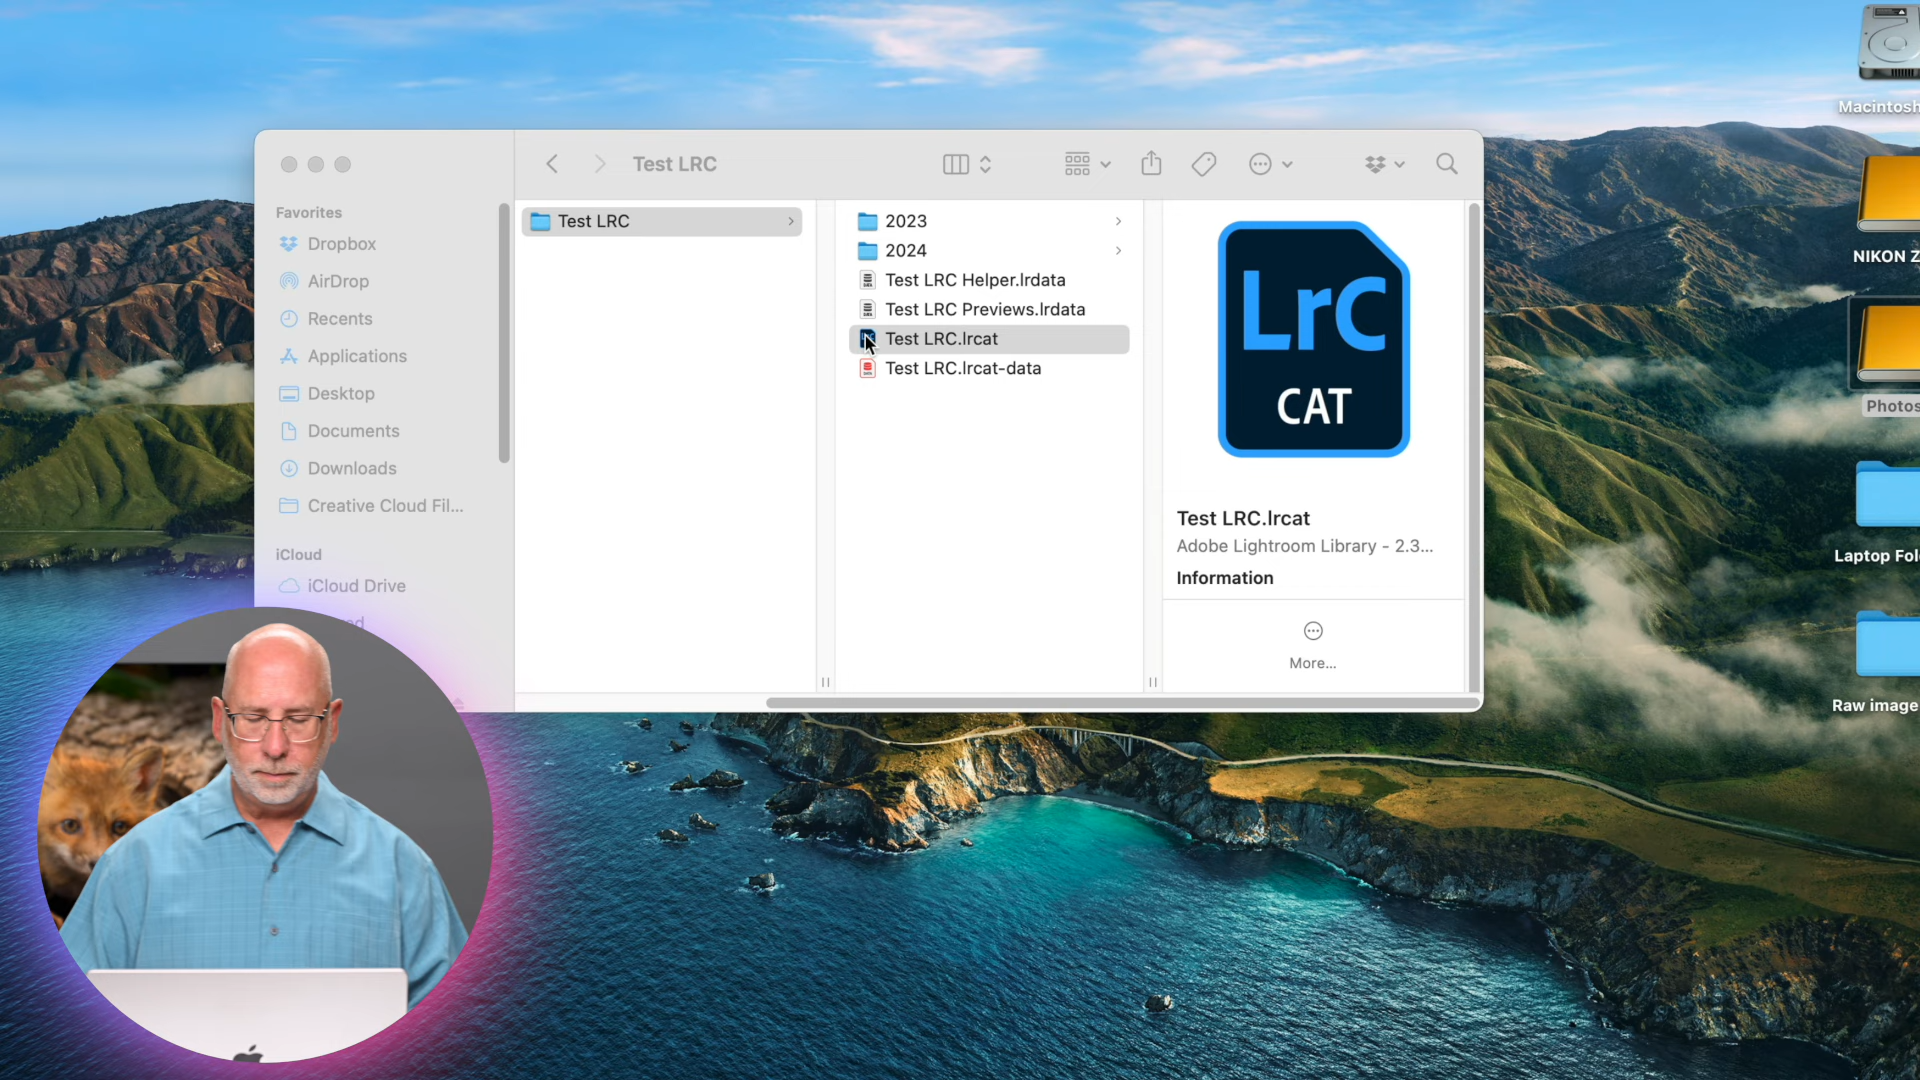 Macintosh
Test LRC
Favorites
Dropbox
AirDrop
Recents
Applications
Desktop
Documents
Downloads
Creative Cloud Fil...
iCloud
iCloud Drive
Test LRC
2023
2024
Test LRC Helper.lrdata
Test LRC Previews.lrdata
Test LRC.lrcat
Test LRC.lrcat-data
LrC
CAT
Test LRC.lrcat
Adobe Lightroom Library - 2.3...
Information
More...
NIKON Z
Photos
Laptop Fol
Raw image